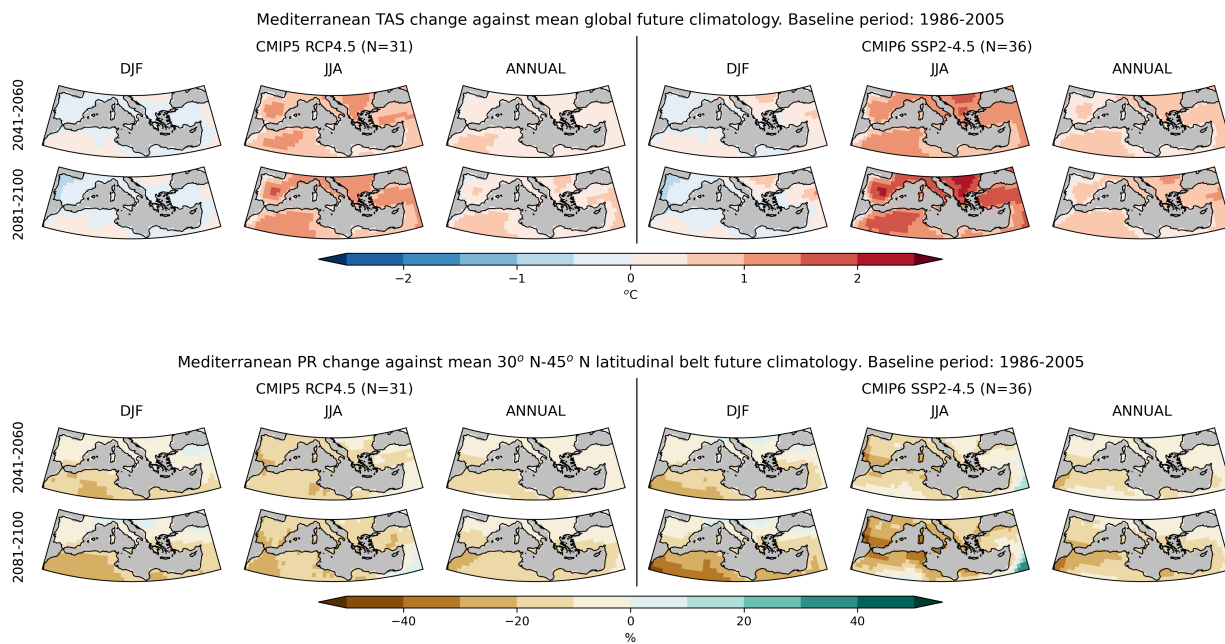 Mediterranean TAS change against mean global future climatology. Baseline period: 1986-2005
CMIP5 RCP4.5 (N=31)
CMIP6 SSP2-4.5 (N=36)
DJF
JJA
ANNUAL
DJF
JJA
ANNUAL
2041-2060
2081-2100
−2
−1
0
1
2
°C
Mediterranean PR change against mean 30° N-45° N latitudinal belt future climatology. Baseline period: 1986-2005
CMIP5 RCP4.5 (N=31)
CMIP6 SSP2-4.5 (N=36)
DJF
JJA
ANNUAL
DJF
JJA
ANNUAL
2041-2060
2081-2100
−40
−20
0
20
40
%